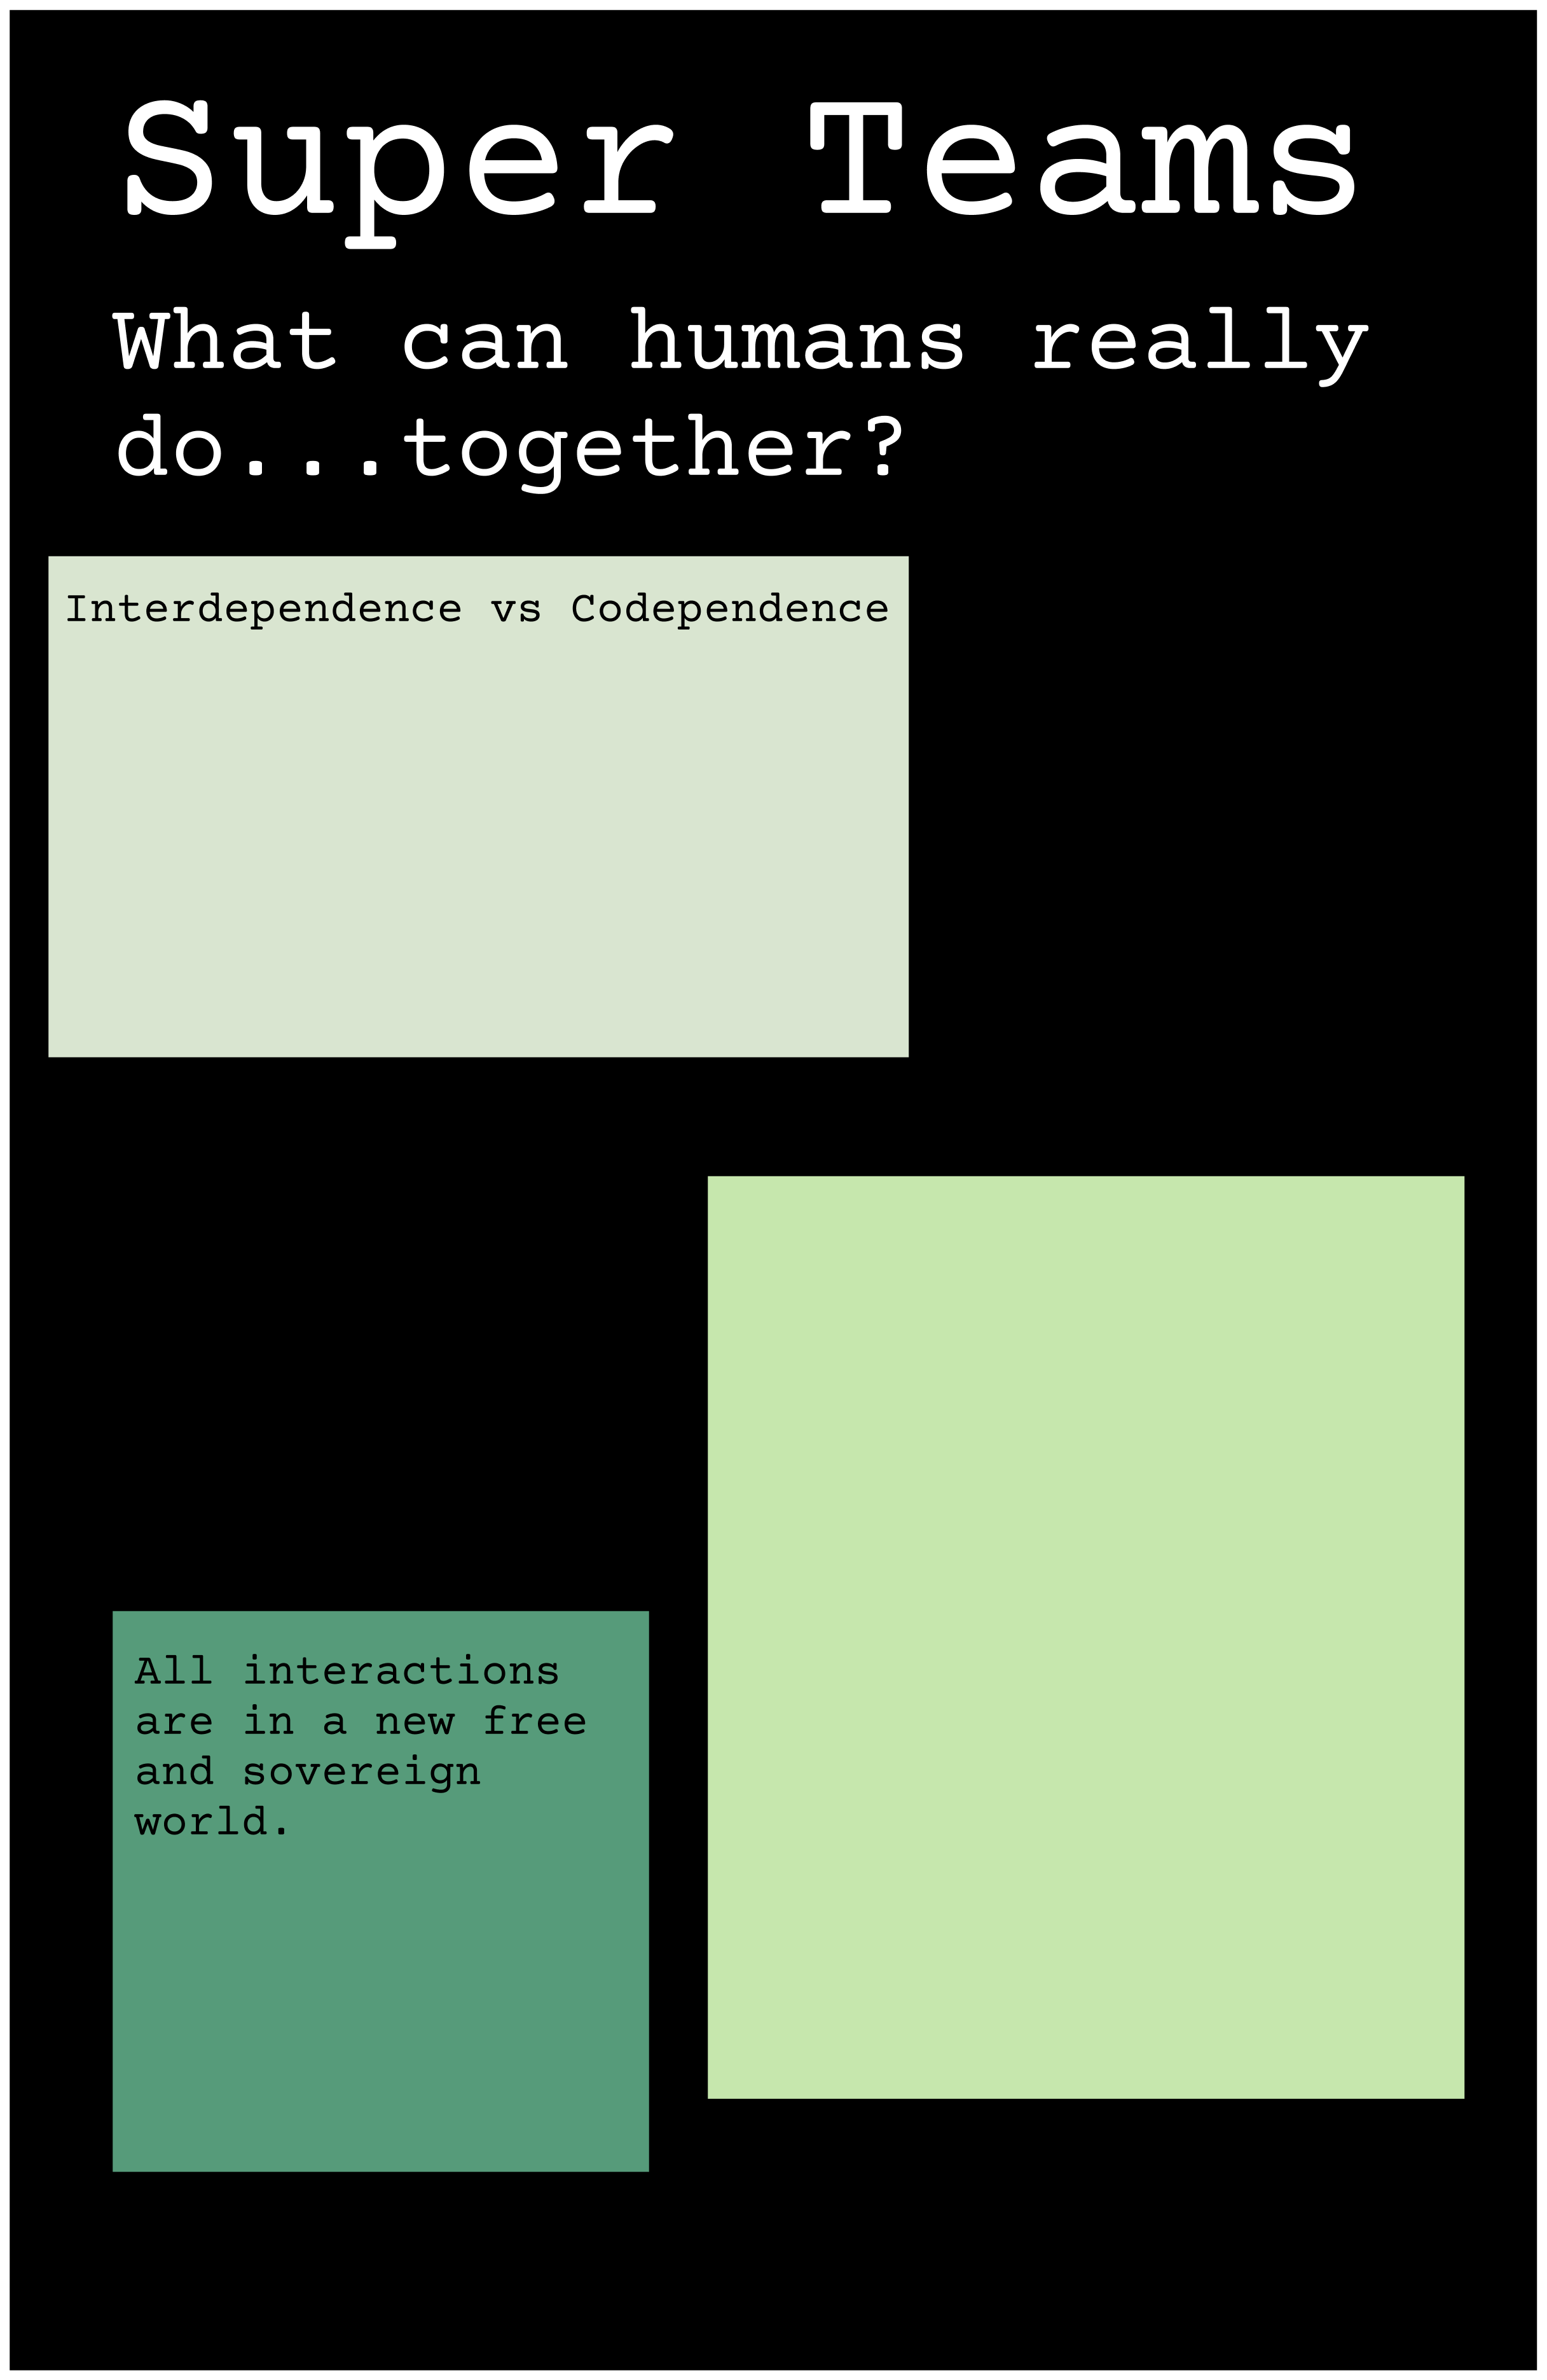 Super Teams
What can humans really
do...together?
Interdependence vs Codependence
All interactions
are in a new free
and sovereign
world.